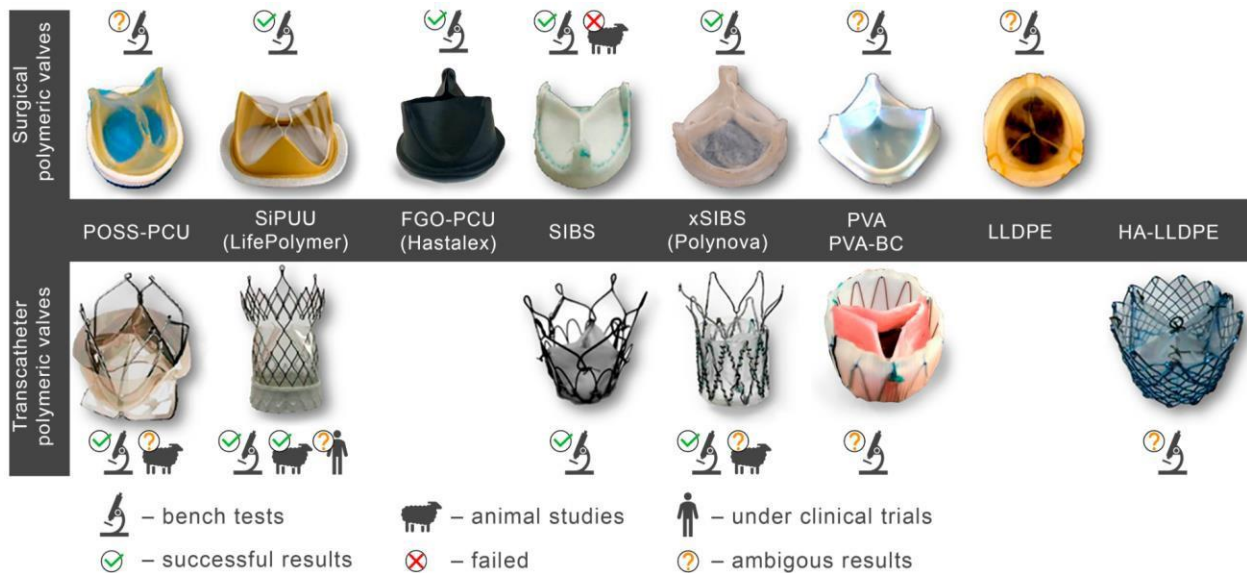 Surgical
polymeric valves
POSS-PCU
SiPUU
(LifePolymer)
FGO-PCU
(Hastalex)
SIBS
xSIBS
(Polynova)
PVA
PVA-BC
LLDPE
HA-LLDPE
Transcatheter
polymeric valves
– bench tests
– animal studies
– under clinical trials
– successful results
– failed
– ambigous results